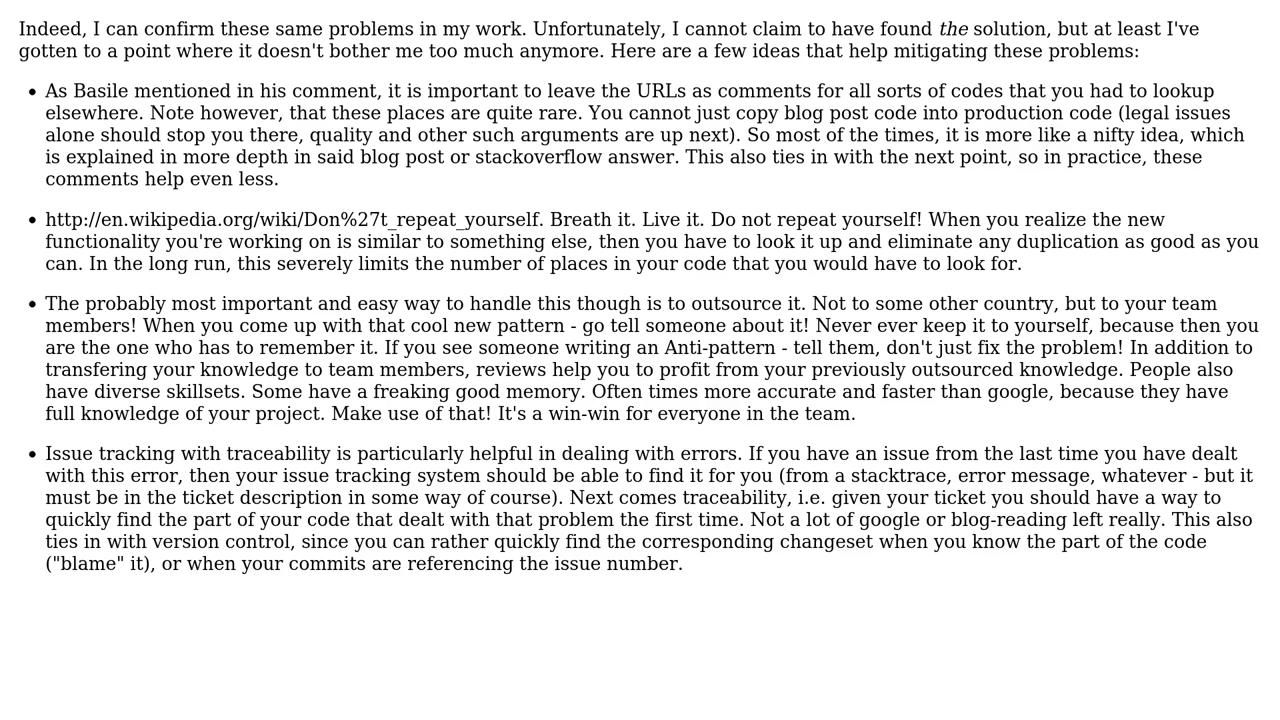 Indeed, I can confirm these same problems in my work. Unfortunately, I cannot claim to have found the solution, but at least I've
gotten to a point where it doesn't bother me too much anymore. Here are a few ideas that help mitigating these problems:
• As Basile mentioned in his comment, it is important to leave the URLs as comments for all sorts of codes that you had to lookup
elsewhere. Note however, that these places are quite rare. You cannot just copy blog post code into production code (legal issues
alone should stop you there, quality and other such arguments are up next). So most of the times, it is more like a nifty idea, which
is explained in more depth in said blog post or stackoverflow answer. This also ties in with the next point, so in practice, these
comments help even less.
• http://en.wikipedia.org/wiki/Don%27t_repeat_yourself. Breath it. Live it. Do not repeat yourself! When you realize the new
functionality you're working on is similar to something else, then you have to look it up and eliminate any duplication as good as you
can. In the long run, this severely limits the number of places in your code that you would have to look for.
• The probably most important and easy way to handle this though is to outsource it. Not to some other country, but to your team
members! When you come up with that cool new pattern - go tell someone about it! Never ever keep it to yourself, because then you
are the one who has to remember it. If you see someone writing an Anti-pattern - tell them, don't just fix the problem! In addition to
transfering your knowledge to team members, reviews help you to profit from your previously outsourced knowledge. People also
have diverse skillsets. Some have a freaking good memory. Often times more accurate and faster than google, because they have
full knowledge of your project. Make use of that! It's a win-win for everyone in the team.
• Issue tracking with traceability is particularly helpful in dealing with errors. If you have an issue from the last time you have dealt
with this error, then your issue tracking system should be able to find it for you (from a stacktrace, error message, whatever - but it
must be in the ticket description in some way of course). Next comes traceability, i.e. given your ticket you should have a way to
quickly find the part of your code that dealt with that problem the first time. Not a lot of google or blog-reading left really. This also
ties in with version control, since you can rather quickly find the corresponding changeset when you know the part of the code
("blame" it), or when your commits are referencing the issue number.